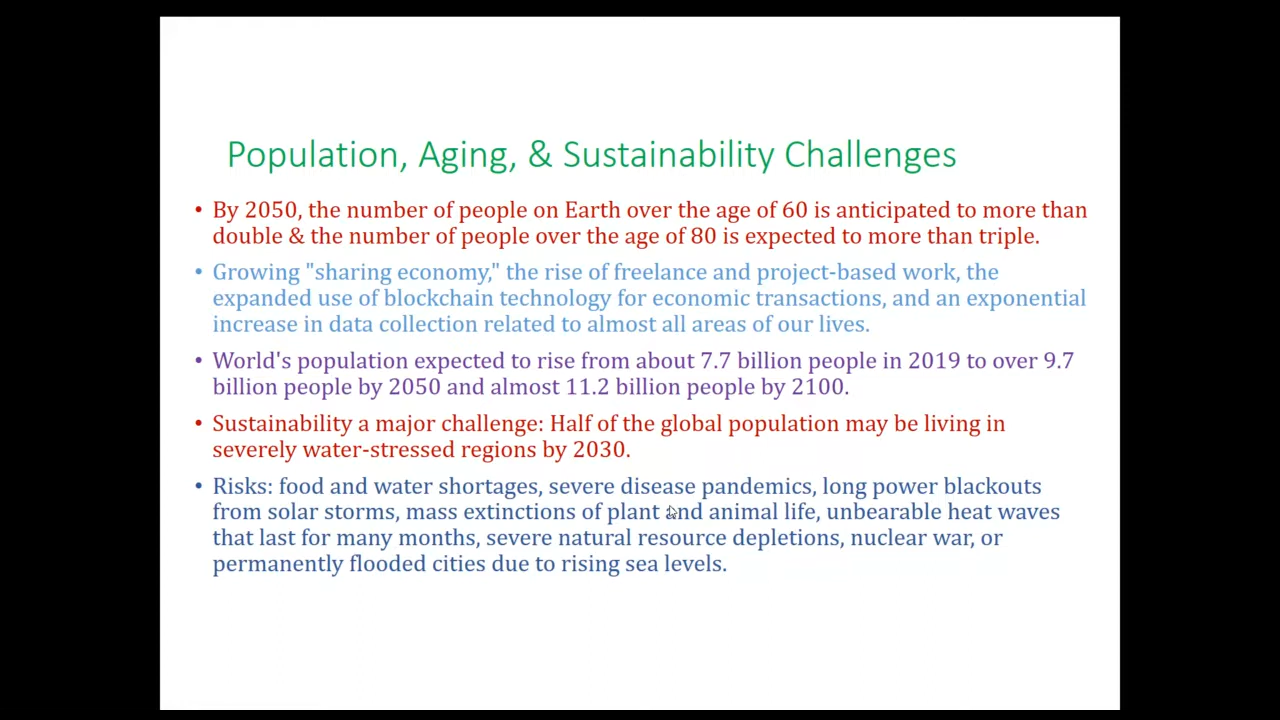 Population, Aging, & Sustainability Challenges
• By 2050, the number of people on Earth over the age of 60 is anticipated to more than
double & the number of people over the age of 80 is expected to more than triple.
• Growing "sharing economy," the rise of freelance and project-based work, the
expanded use of blockchain technology for economic transactions, and an exponential
increase in data collection related to almost all areas of our lives.
• World's population expected to rise from about 7.7 billion people in 2019 to over 9.7
billion people by 2050 and almost 11.2 billion people by 2100.
• Sustainability a major challenge: Half of the global population may be living in
severely water-stressed regions by 2030.
• Risks: food and water shortages, severe disease pandemics, long power blackouts
from solar storms, mass extinctions of plant and animal life, unbearable heat waves
that last for many months, severe natural resource depletions, nuclear war, or
permanently flooded cities due to rising sea levels.